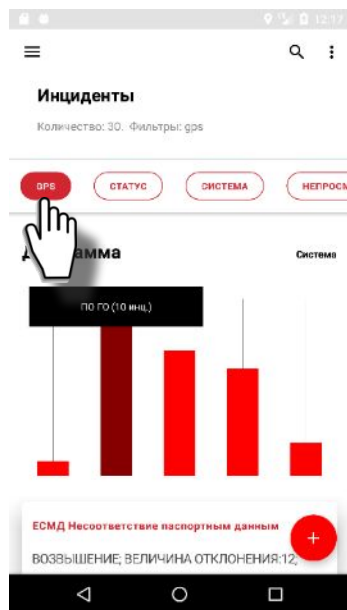 12:17
Инциденты
Количество: 30. Фильтры: gps
GPS
СТАТУС
СИСТЕМА
НЕПРОСМ
Система
ПО ГО (10 инц.)
ЕСМД Несоответствие паспортным данным
ВОЗВЫШЕНИЕ; ВЕЛИЧИНА ОТКЛОНЕНИЯ:12;